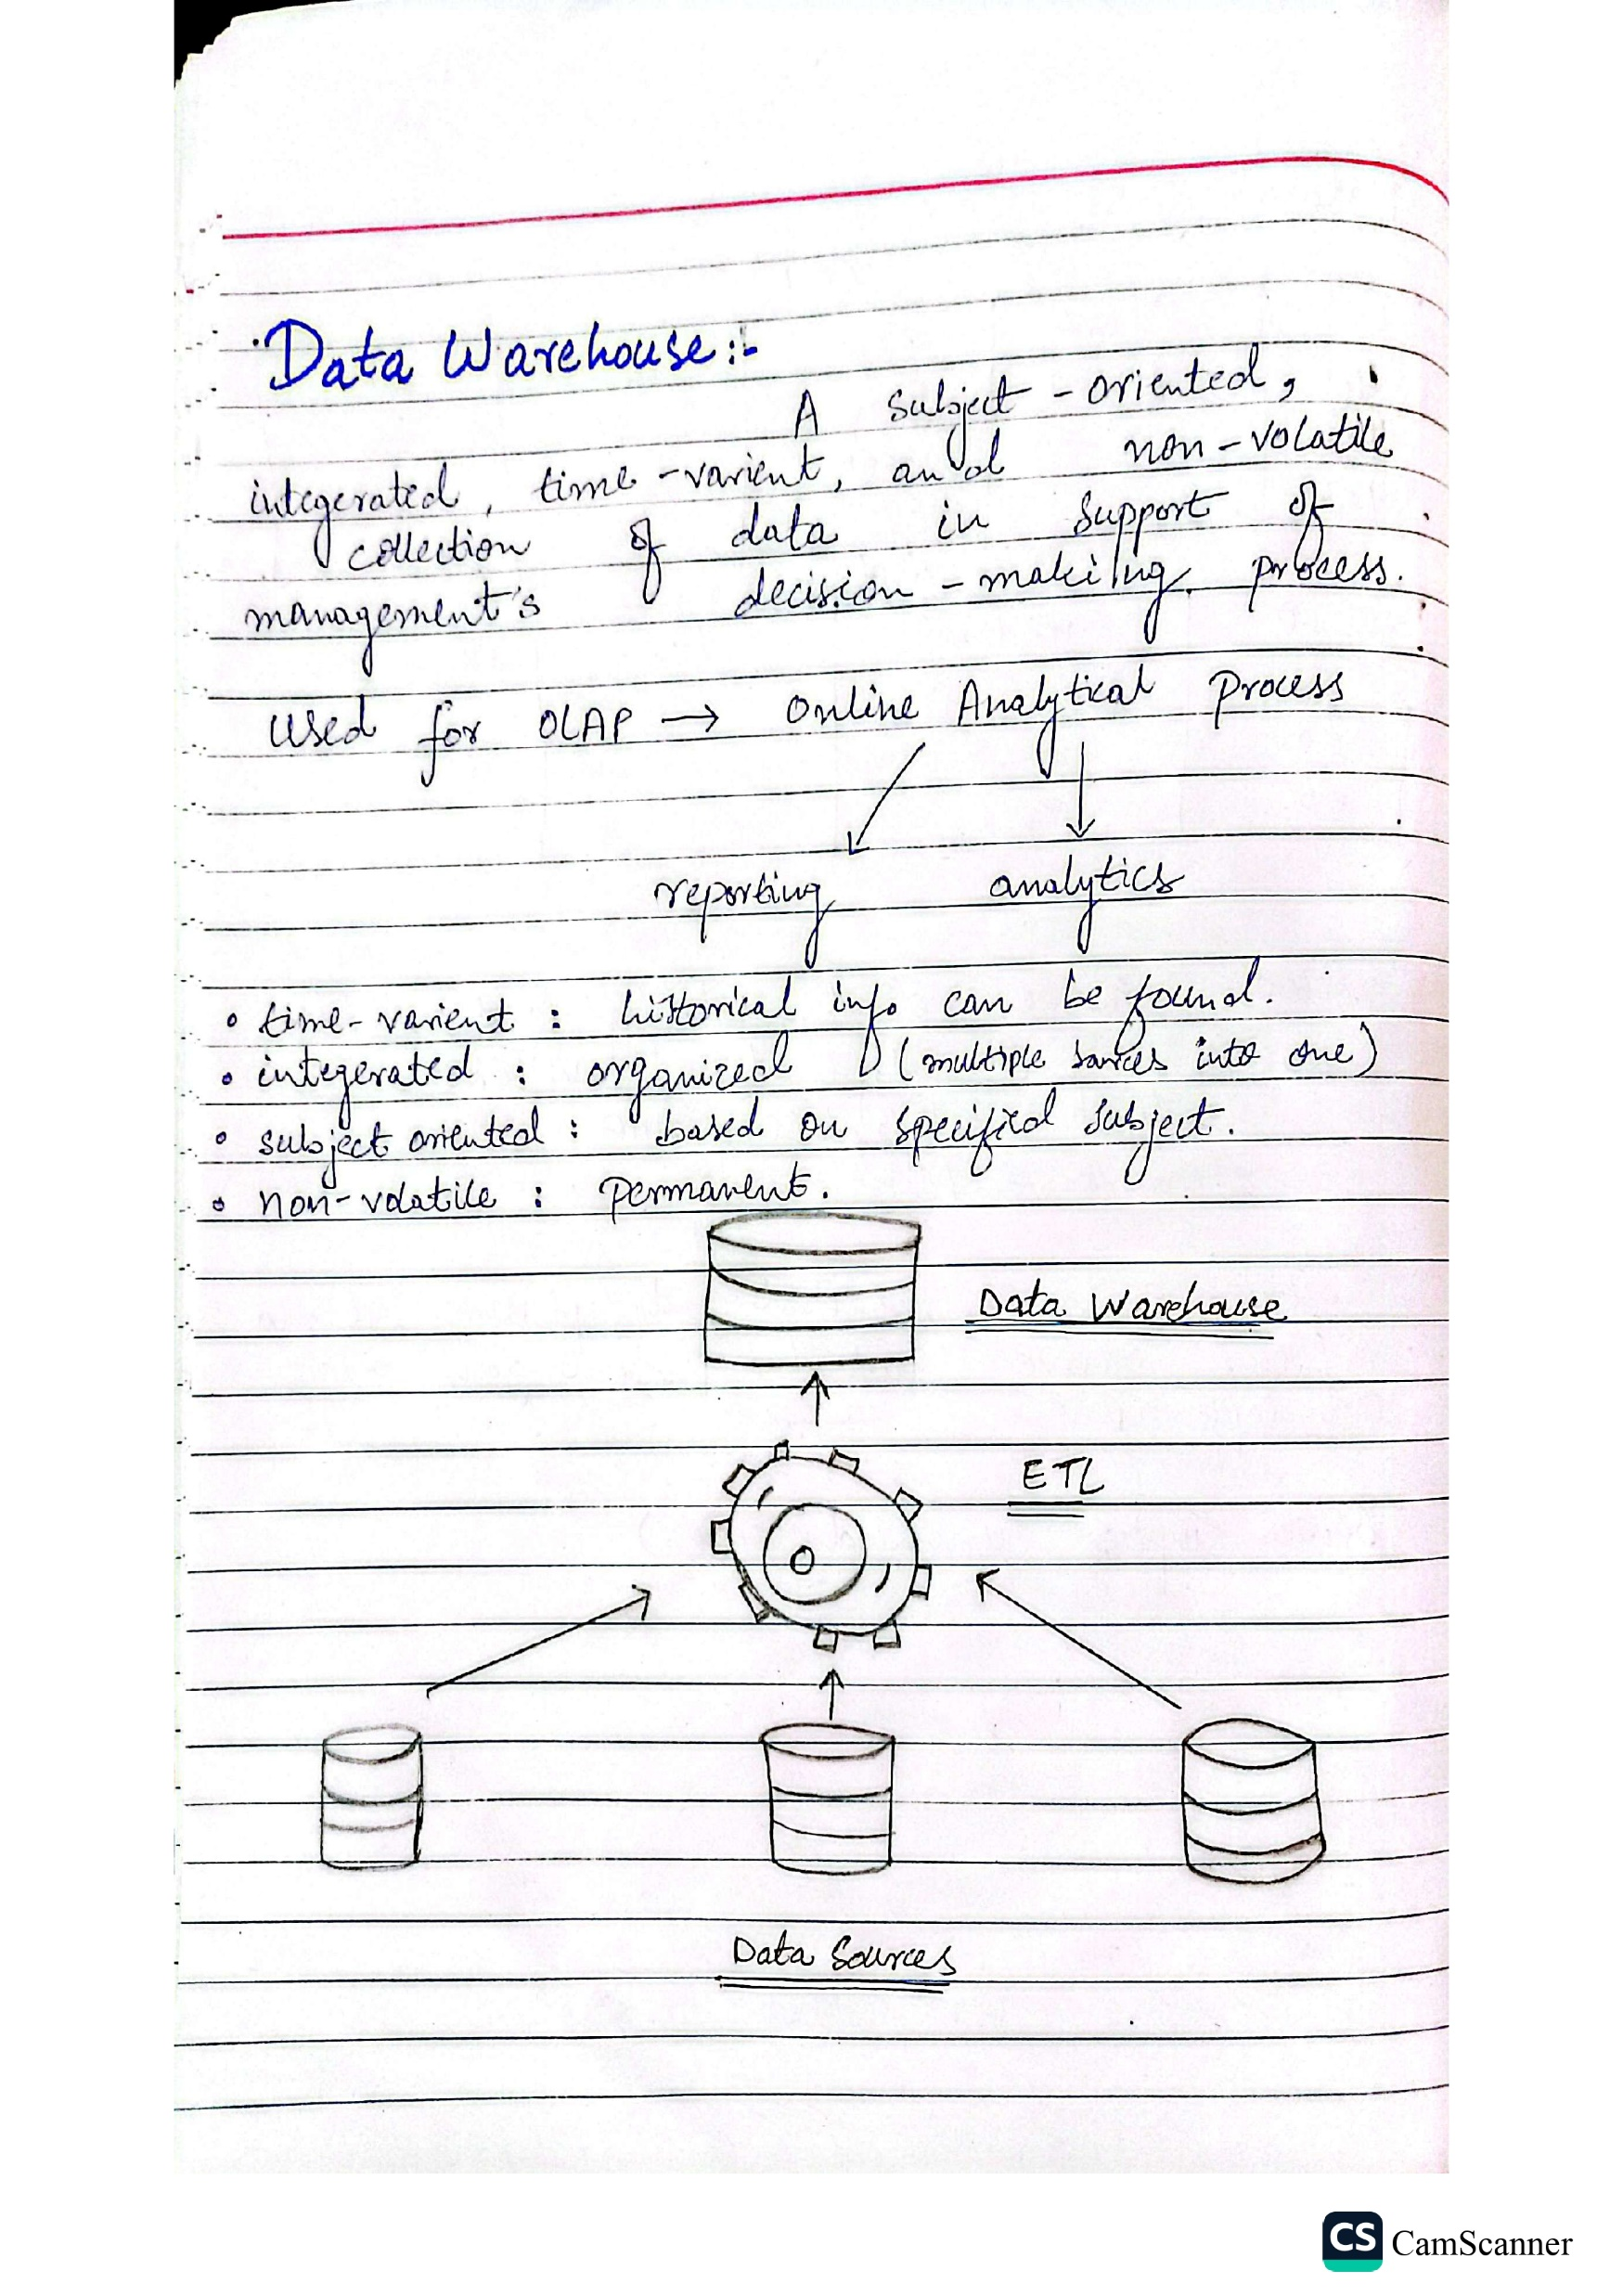 Data Warehouse :-
A subject-oriented,
integerated, time-varient, and non-volatile
collection of data in support of
management's decision-making process.
Used for OLAP → Online Analytical Process
reporting analytics
• time-varient : historical info can be found.
• integerated : organized (multiple sources into one)
• subject oriented : based on specified subject.
• non-volatile : permanent.
Data Warehouse
ETL
Data Sources
CS CamScanner